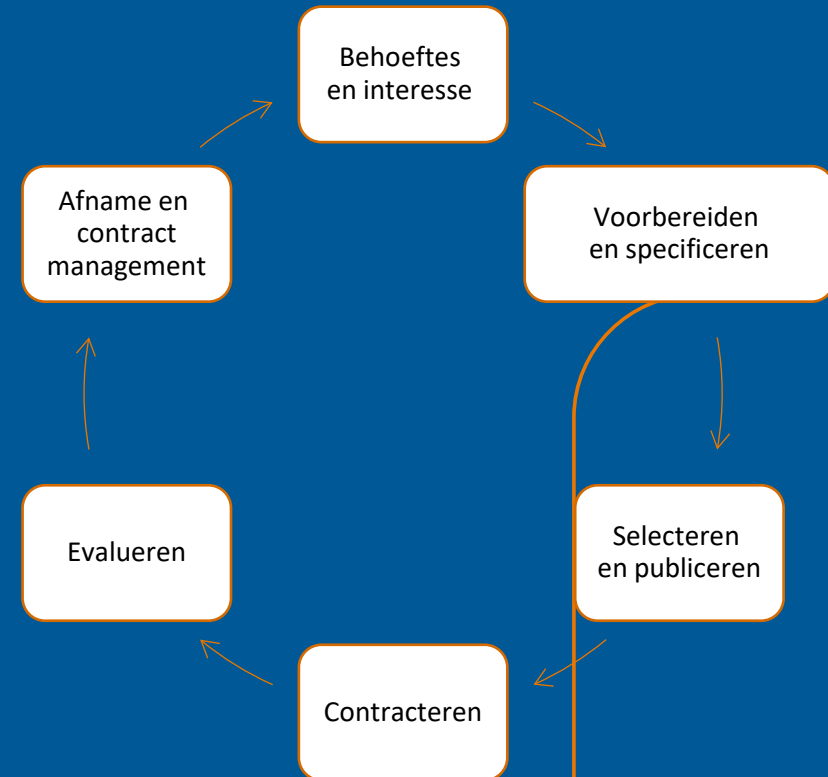 Behoeftes
en interesse
Voorbereiden
en specificeren
Selecteren
en publiceren
Contracteren
Evalueren
Afname en
contract
management